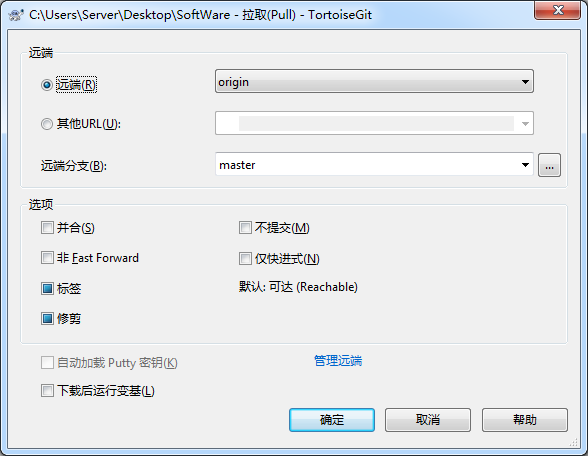 C:\Users\Server\Desktop\SoftWare - 拉取(Pull) - TortoiseGit
远端
远端(R)
origin
其他URL(U):
远端分支(B):
master
...
选项
并合(S)
不提交(M)
非 Fast Forward
仅快进式(N)
标签
默认: 可达 (Reachable)
修剪
自动加载 Putty 密钥(K)
管理远端
下载后运行变基(L)
确定
取消
帮助